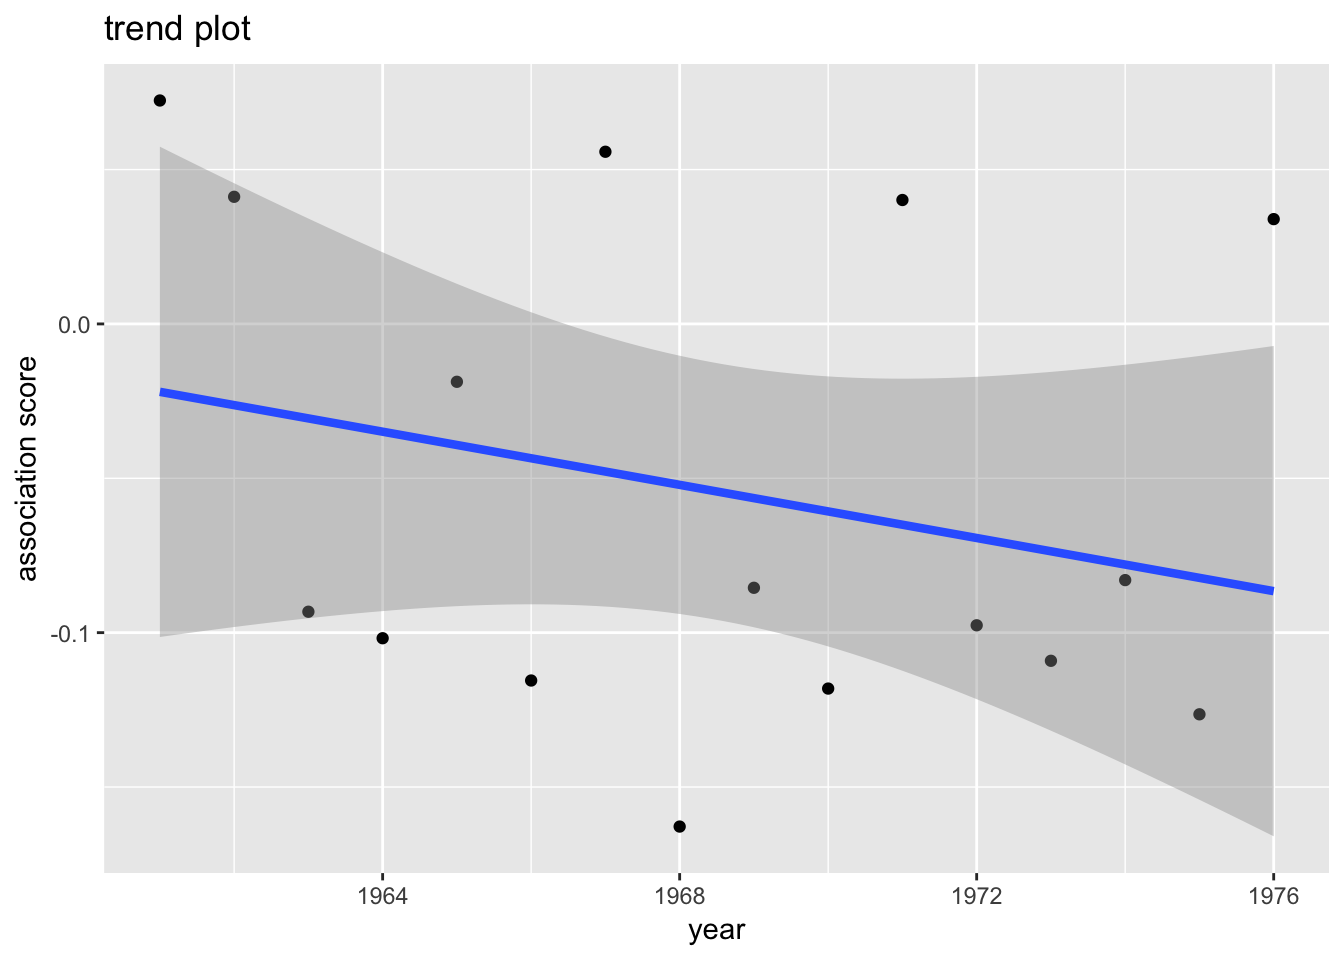 trend plot
association score
0.0
-0.1
1964
1968
1972
1976
year